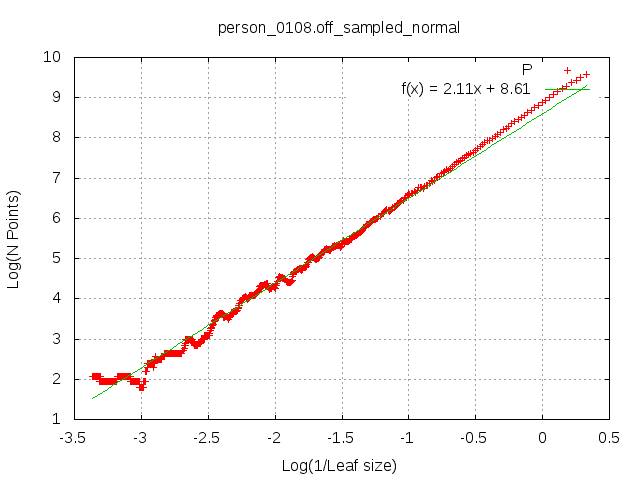 person_0108.off_sampled_normal
10
9
8
7
6
5
4
3
2
1
Log(N Points)
P
f(x) = 2.11x + 8.61
-3.5 -3 -2.5 -2 -1.5 -1 -0.5 0 0.5
Log(1/Leaf size)